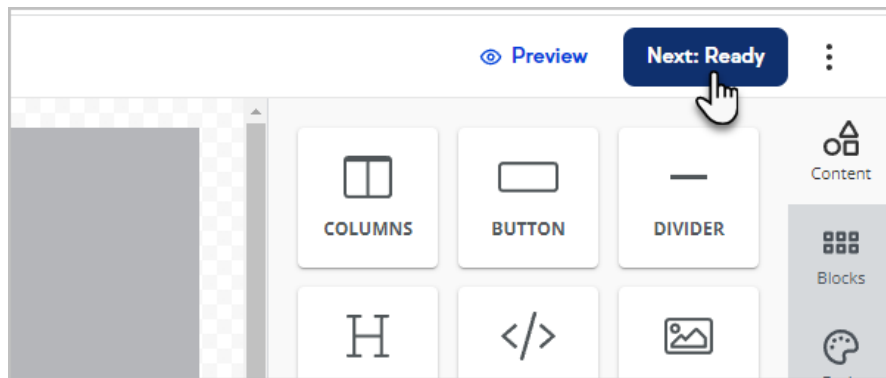 Preview
Next: Ready
Content
COLUMNS
BUTTON
DIVIDER
Blocks
H
</>